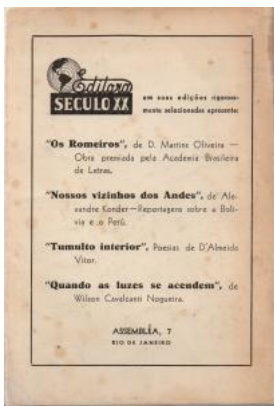 Editora
SECULO XX
em suas edições rigorosa-
mente selecionadas apresenta:
"Os Romeiros", de D. Martins Oliveira —
Obra premiada pela Academia Brasileira
de Letras.
"Nossos vizinhos dos Andes", de Ale-
xandre Konder—Reportagens sobre a Bolí-
via e o Perú.
"Tumulto interior", Poesias de D'Almeida
Vitor.
"Quando as luzes se acendem", de
Wilson Cavalcanti Nogueira.
ASSEMBLÉA, 7
RIO DE JANEIRO